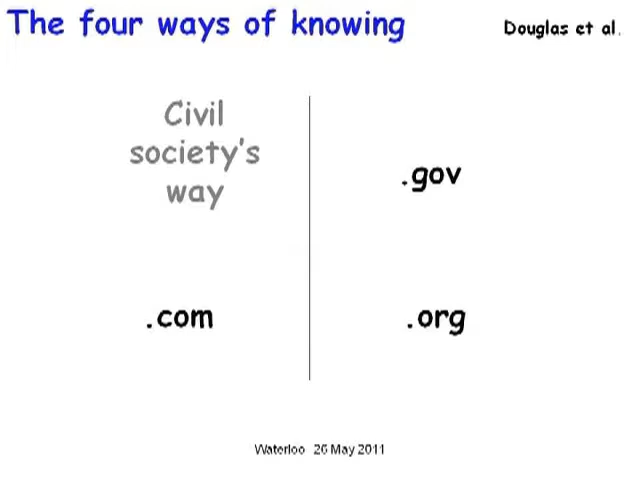 The four ways of knowing
Douglas et al.
Civil
society's
way
.gov
.com
.org
Waterloo 26 May 2011